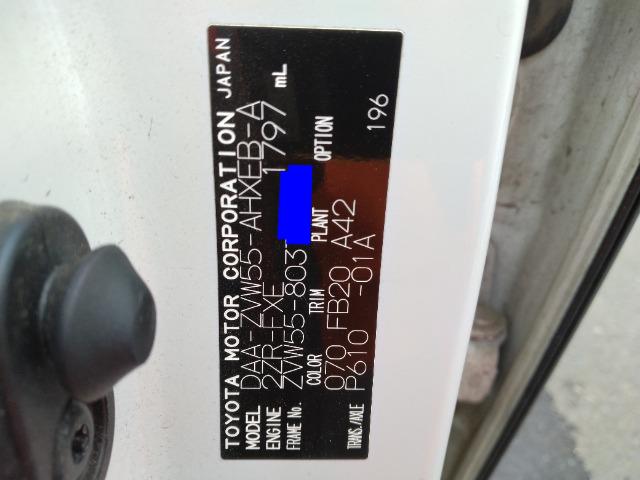 TOYOTA MOTOR CORPORATION JAPAN
MODEL DAA-ZVW55-AHXEB-A
ENGINE 2ZR-FXE 1797 mL
FRAME No. ZVW55-803
COLOR TRIM PLANT OPTION
070 FB20 A42
TRANS./AXLE P610 -01A 196